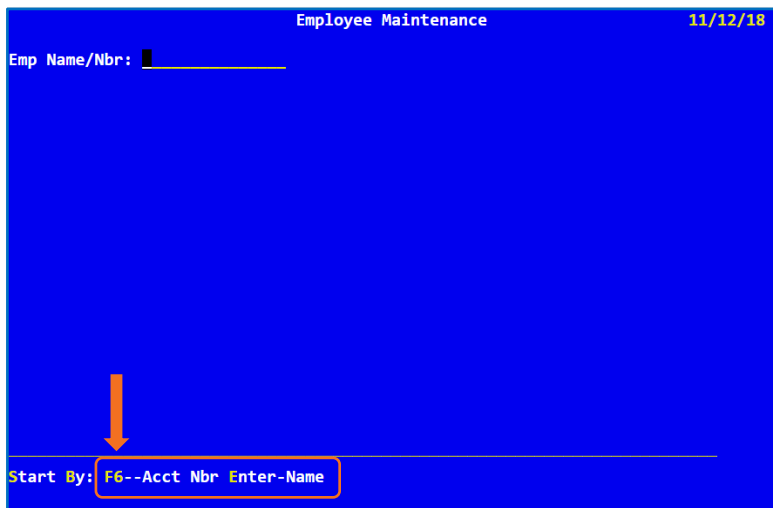 Employee Maintenance 11/12/18
Emp Name/Nbr:
Start By: F6--Acct Nbr Enter-Name